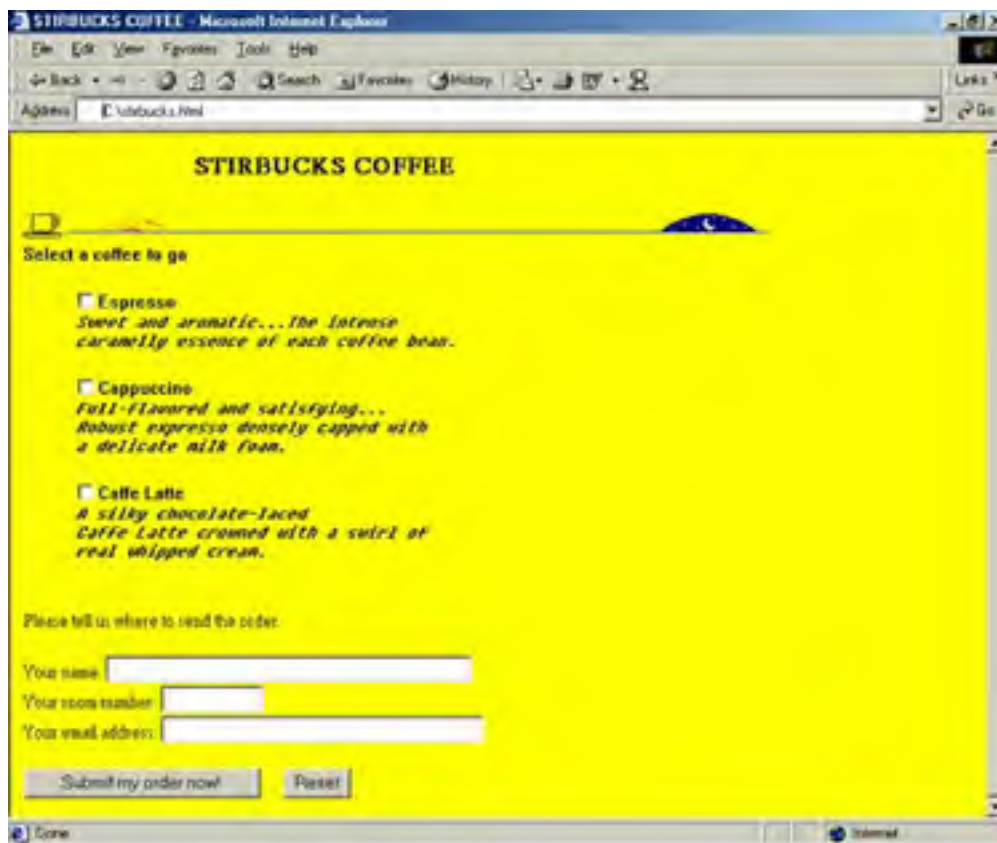 STIRBUCKS COFFEE - Microsoft Internet Explorer
File Edit View Favorites Tools Help
Back Search Favorites History Links
Address E:\stirbucks.html Go
STIRBUCKS COFFEE
Select a coffee to go
Espresso
Sweet and aromatic...The intense
caramelly essence of each coffee bean.
Cappuccino
Full-flavored and satisfying...
Robust expresso densely capped with
a delicate milk foam.
Caffe Latte
A silky chocolate-laced
Caffe Latte crowned with a swirl of
real whipped cream.
Please tell us where to send the order
Your name
Your room number
Your email address:
Submit my order now! Reset
Done Internet